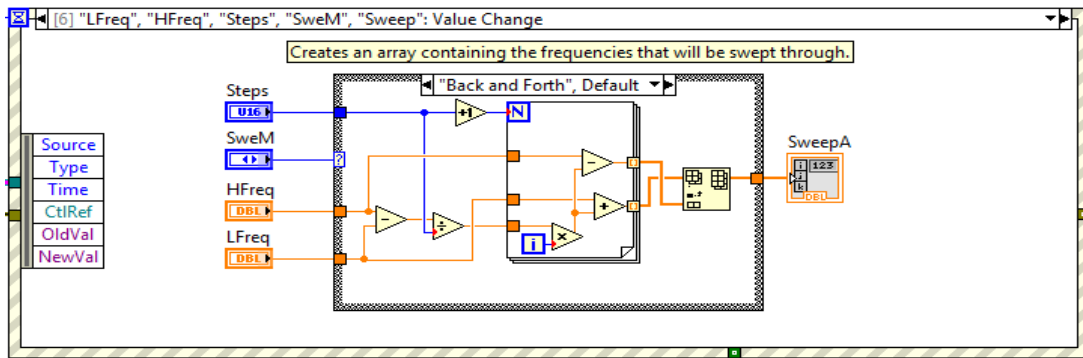 [6] "LFreq", "HFreq", "Steps", "SweM", "Sweep": Value Change
Creates an array containing the frequencies that will be swept through.
"Back and Forth", Default
Steps
U16
+1
N
SweM
?
HFreq
DBL
LFreq
DBL
Source
Type
Time
CtlRef
OldVal
NewVal
−
÷
i
×
−
+
SweepA
i 123
j
k
DBL